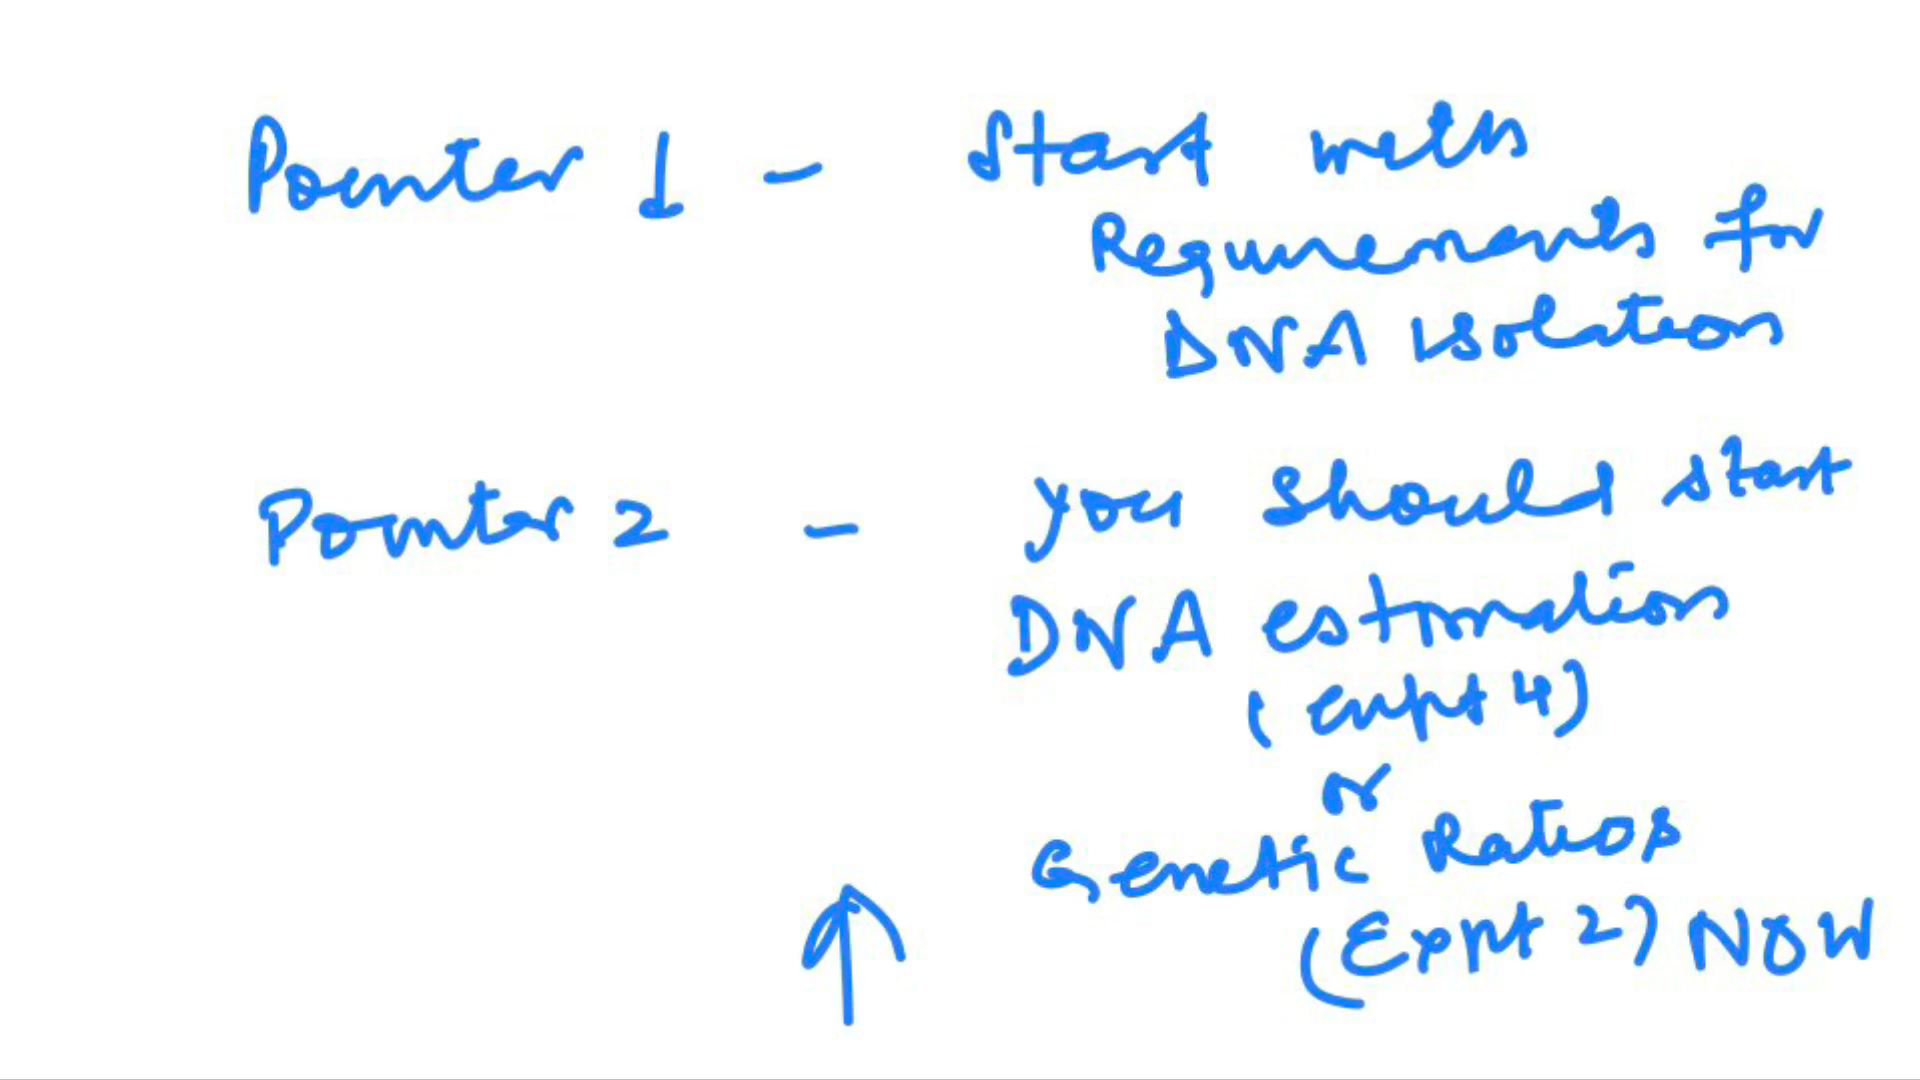 Pointer 1 - Start with
Requirements for
DNA isolation
Pointer 2 - you should start
DNA estimation
(Expt 4)
or
Genetic Ratios
(Expt 2) NOW